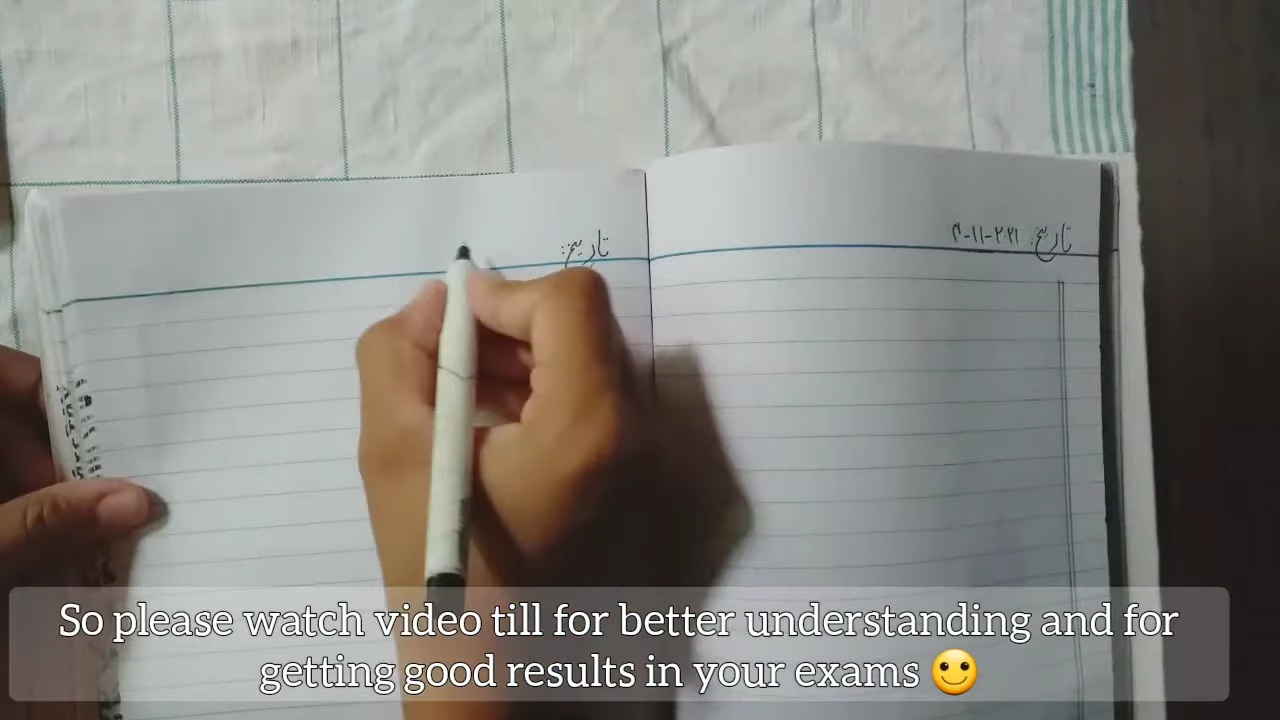 تاریخ: ۲۰۲۱-۱۱-۴
تاریخ:
So please watch video till for better understanding and for
getting good results in your exams 🙂